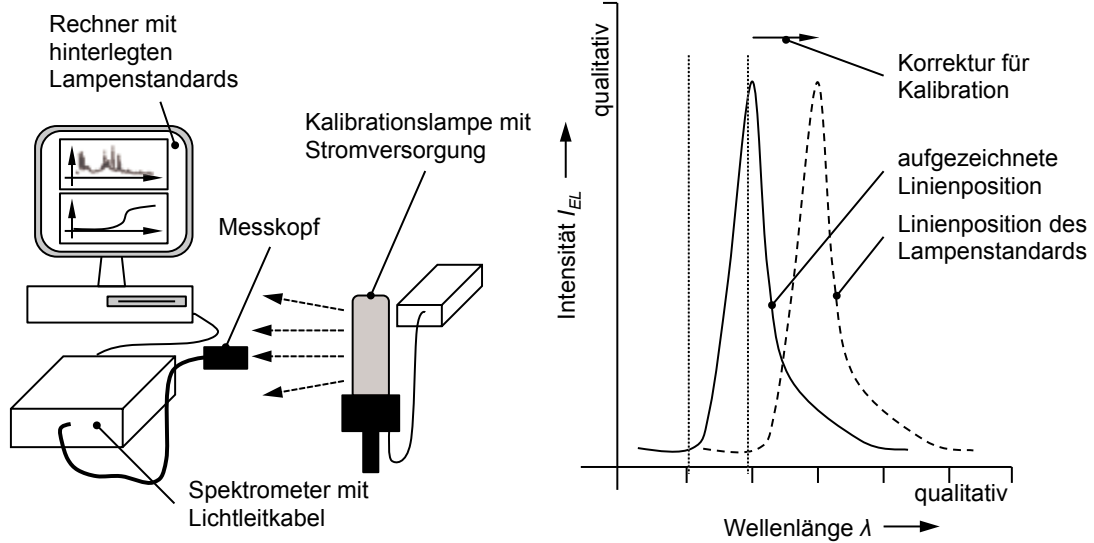 Rechner mit
hinterlegten
Lampenstandards
Kalibrationslampe mit
Stromversorgung
Messkopf
Spektrometer mit
Lichtleitkabel
qualitativ
Intensität I_EL
Korrektur für
Kalibration
aufgezeichnete
Linienposition
Linienposition des
Lampenstandards
qualitativ
Wellenlänge λ